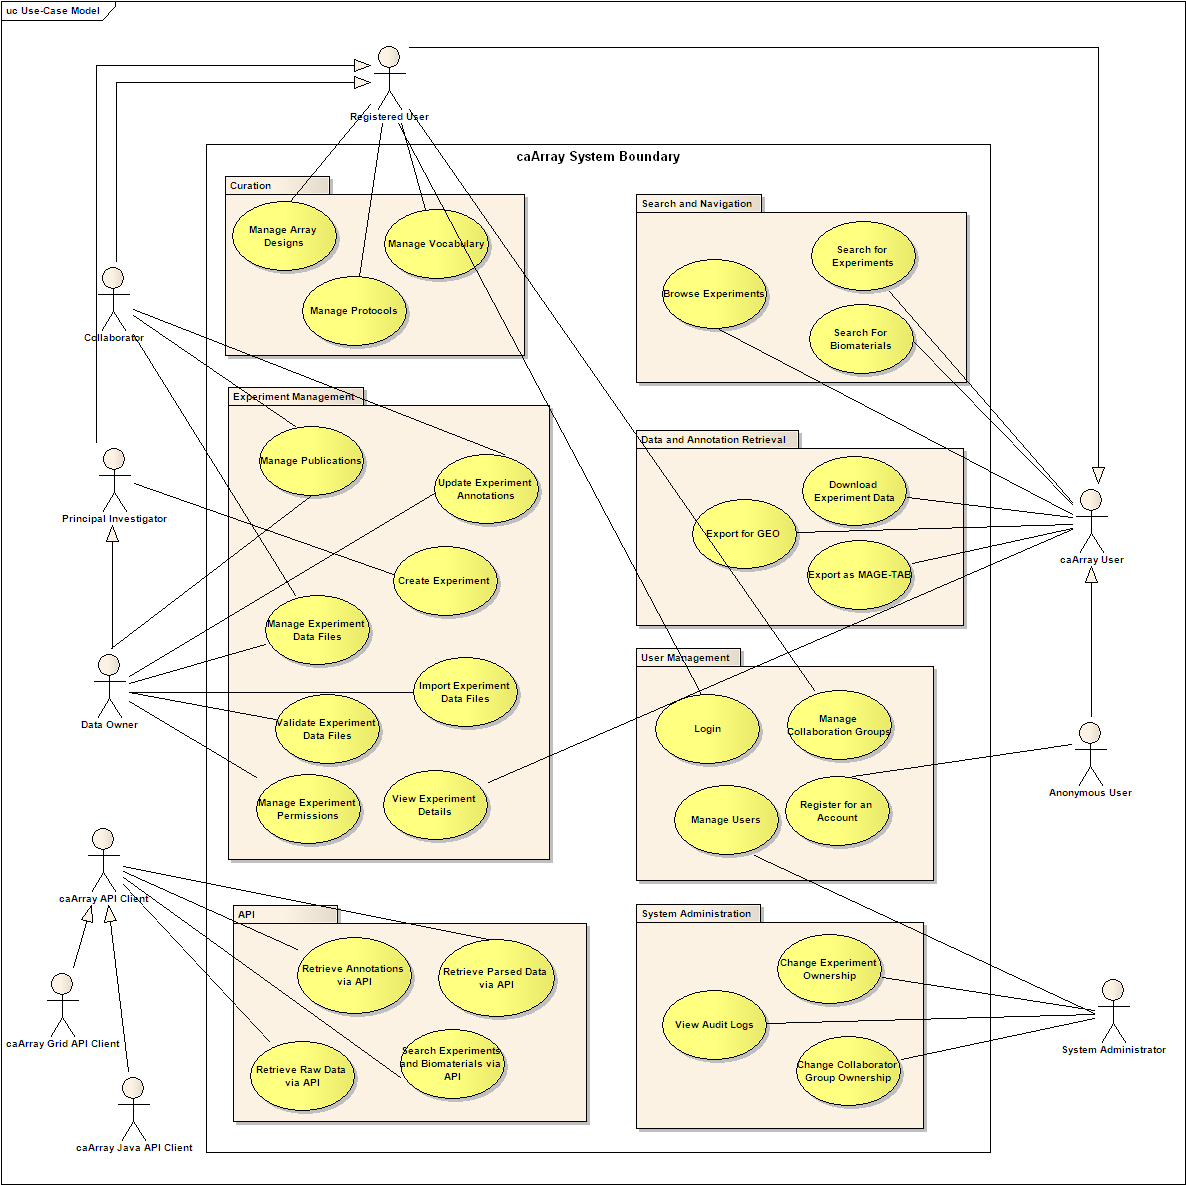 uc Use-Case Model
Registered User
caArray System Boundary
Curation
Manage Array
Designs
Manage Vocabulary
Manage Protocols
Search and Navigation
Search for
Experiments
Browse Experiments
Search For
Biomaterials
Collaborator
Experiment Management
Manage Publications
Update Experiment
Annotations
Create Experiment
Manage Experiment
Data Files
Import Experiment
Data Files
Validate Experiment
Data Files
Manage Experiment
Permissions
View Experiment
Details
Principal Investigator
Data Owner
Data and Annotation Retrieval
Download
Experiment Data
Export for GEO
Export as MAGE-TAB
caArray User
User Management
Login
Manage
Collaboration Groups
Manage Users
Register for an
Account
Anonymous User
caArray API Client
API
Retrieve Annotations
via API
Retrieve Parsed Data
via API
Retrieve Raw Data
via API
Search Experiments
and Biomaterials via
API
caArray Grid API Client
caArray Java API Client
System Administration
Change Experiment
Ownership
View Audit Logs
Change Collaborator
Group Ownership
System Administrator